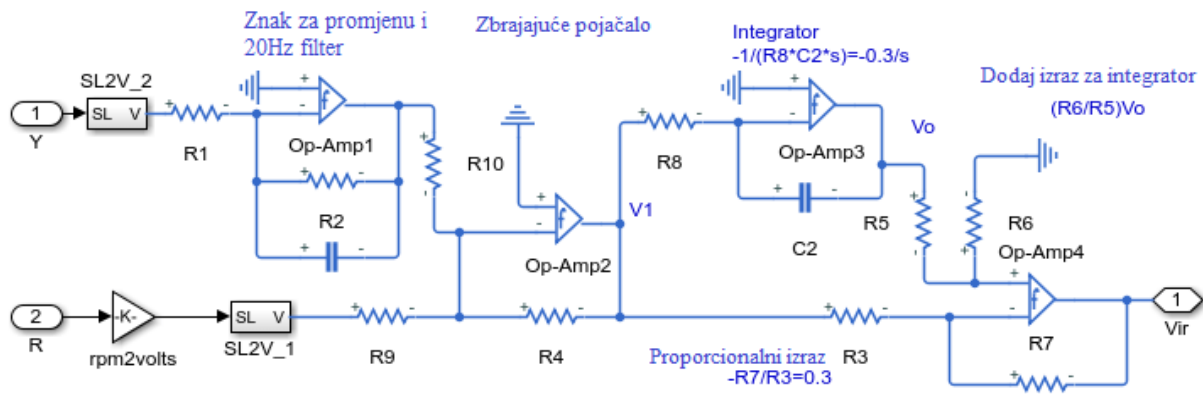 Znak za promjenu i
20Hz filter
Zbrajajuće pojačalo
Integrator
-1/(R8*C2*s)=-0.3/s
Dodaj izraz za integrator
(R6/R5)Vo
SL2V_2
1
SL V
Y
R1
Op-Amp1
R2
R10
Op-Amp2
V1
R8
Op-Amp3
C2
Vo
R5
R6
Op-Amp4
2
R
-K-
rpm2volts
SL V
SL2V_1
R9
R4
Proporcionalni izraz
-R7/R3=0.3
R3
R7
1
Vir